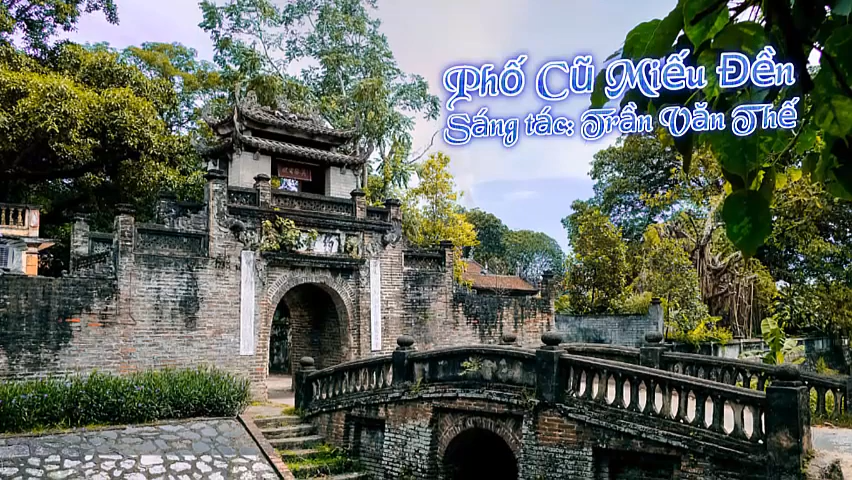 Phố Cũ Miếu Đền
Sáng tác: Trần Văn Thế